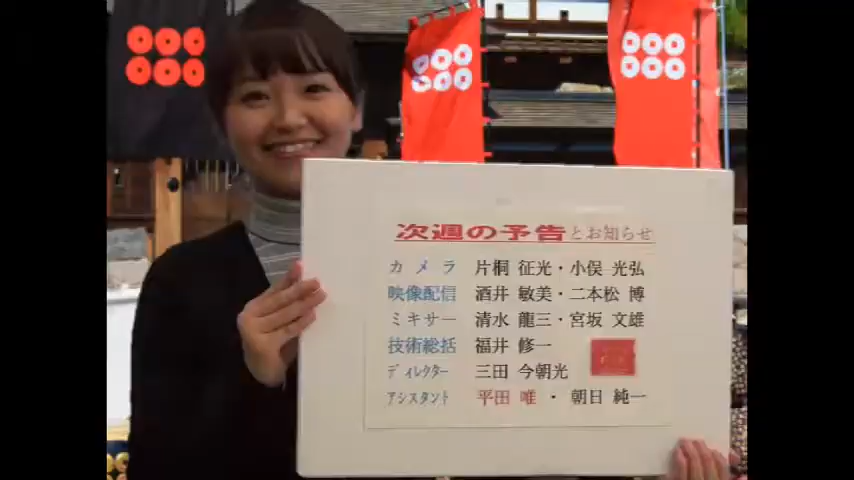 次週の予告とお知らせ
カメラ 片桐 征光・小俣 光弘
映像配信 酒井 敏美・二本松 博
ミキサー 清水 龍三・宮坂 文雄
技術総括 福井 修一
ディレクター 三田 今朝光
アシスタント 平田 唯・朝日 純一